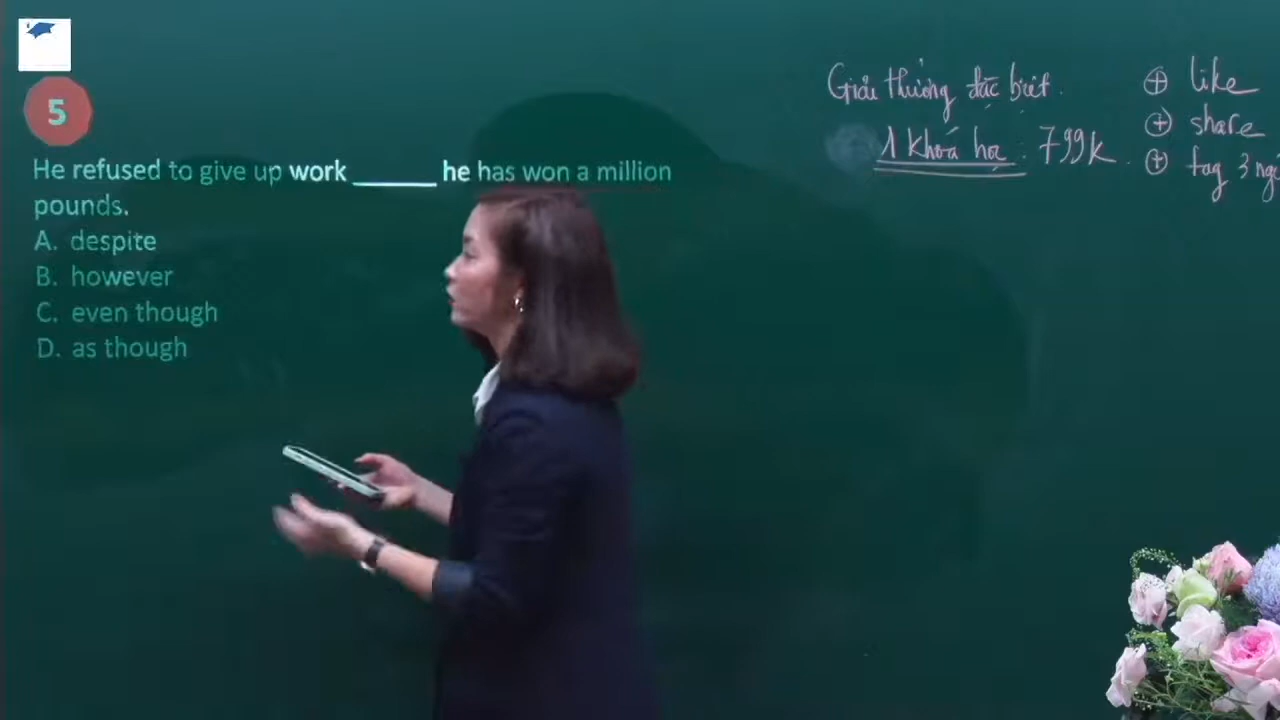 5
He refused to give up work ______ he has won a million
pounds.
A. despite
B. however
C. even though
D. as though
Giải thưởng đặc biệt.
1 khoá học : 799k.
⊕ like
⊕ share
⊕ tag 3